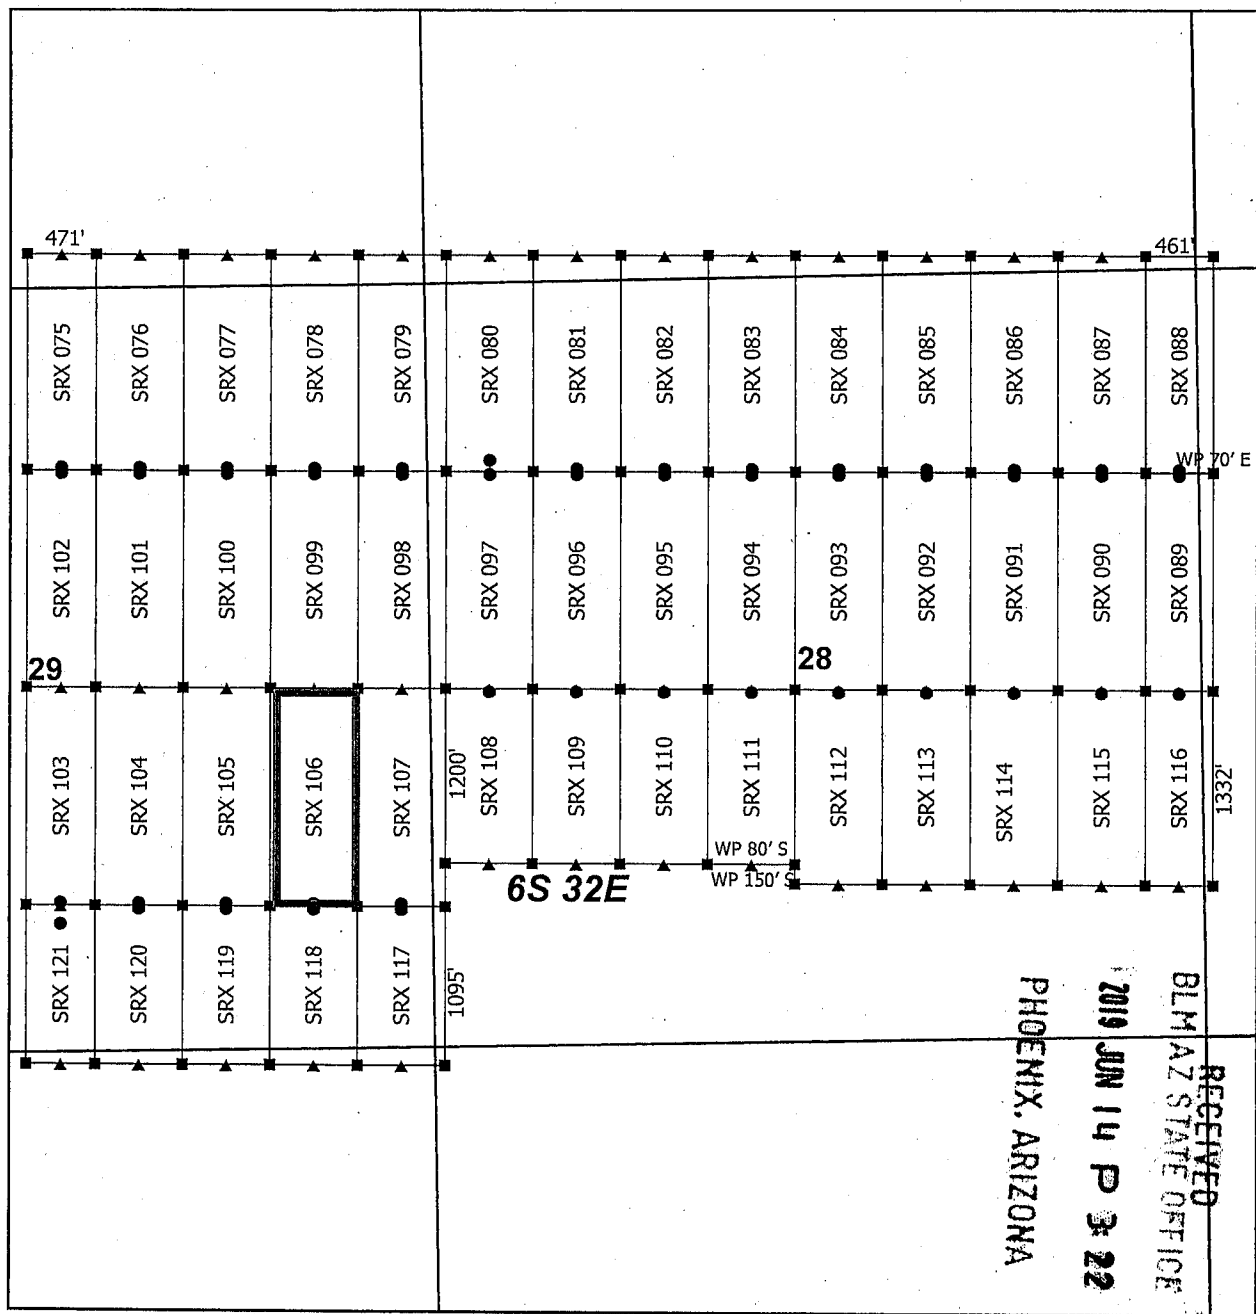 471'
461'
SRX 075
SRX 076
SRX 077
SRX 078
SRX 079
SRX 080
SRX 081
SRX 082
SRX 083
SRX 084
SRX 085
SRX 086
SRX 087
SRX 088
WP 70' E
SRX 102
SRX 101
SRX 100
SRX 099
SRX 098
SRX 097
SRX 096
SRX 095
SRX 094
SRX 093
SRX 092
SRX 091
SRX 090
SRX 089
29
28
SRX 103
SRX 104
SRX 105
SRX 106
SRX 107
1200'
SRX 108
SRX 109
SRX 110
SRX 111
SRX 112
SRX 113
SRX 114
SRX 115
SRX 116
1332'
WP 80' S
WP 150' S
6S 32E
SRX 121
SRX 120
SRX 119
SRX 118
SRX 117
1095'
RECEIVED
BLM AZ STATE OFFICE
2019 JUN 14 P 3:22
PHOENIX, ARIZONA